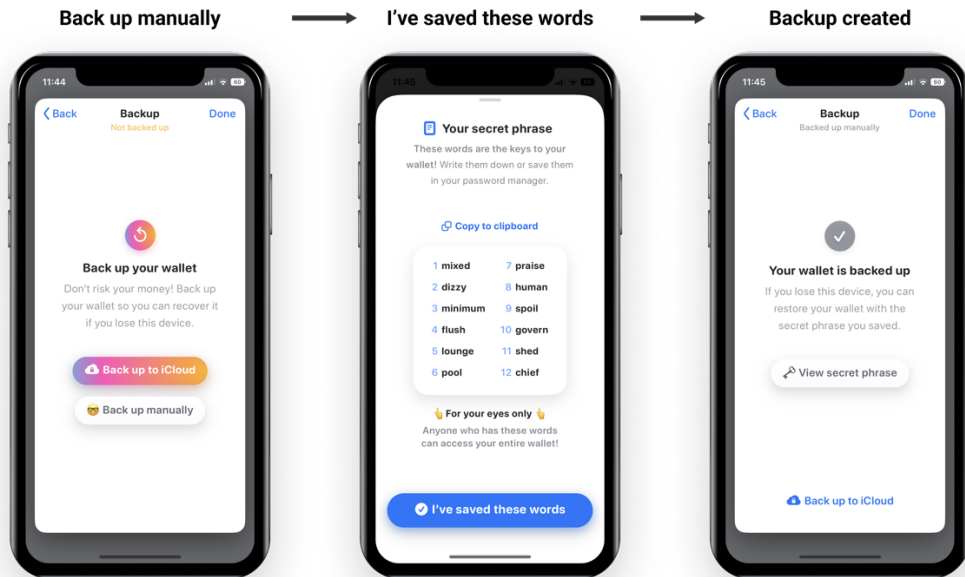 Back up manually
I've saved these words
Backup created
11:44
60
Back
Backup
Done
Not backed up
Back up your wallet
Don't risk your money! Back up
your wallet so you can recover it
if you lose this device.
Back up to iCloud
Back up manually
11:45
Your secret phrase
These words are the keys to your
wallet! Write them down or save them
in your password manager.
Copy to clipboard
1 mixed
2 dizzy
3 minimum
4 flush
5 lounge
6 pool
7 praise
8 human
9 spoil
10 govern
11 shed
12 chief
For your eyes only
Anyone who has these words
can access your entire wallet!
I've saved these words
11:45
60
Back
Backup
Done
Backed up manually
Your wallet is backed up
If you lose this device, you can
restore your wallet with the
secret phrase you saved.
View secret phrase
Back up to iCloud